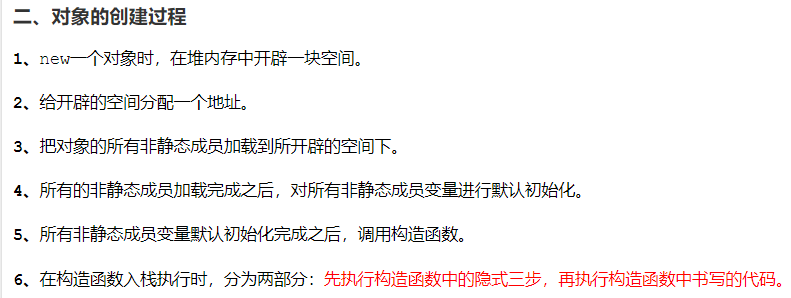 二、对象的创建过程
1、new一个对象时，在堆内存中开辟一块空间。
2、给开辟的空间分配一个地址。
3、把对象的所有非静态成员加载到所开辟的空间下。
4、所有的非静态成员加载完成之后，对所有非静态成员变量进行默认初始化。
5、所有非静态成员变量默认初始化完成之后，调用构造函数。
6、在构造函数入栈执行时，分为两部分：先执行构造函数中的隐式三步，再执行构造函数中书写的代码。